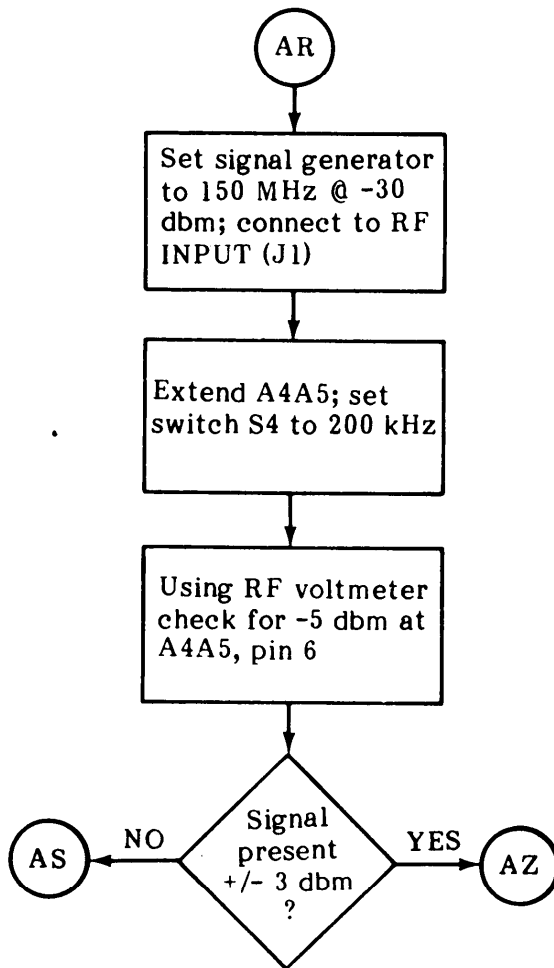 AR
Set signal generator
to 150 MHz @ -30
dbm; connect to RF
INPUT (J1)
Extend A4A5; set
switch S4 to 200 kHz
Using RF voltmeter
check for -5 dbm at
A4A5, pin 6
Signal
present
+/- 3 dbm
?
NO
YES
AS
AZ